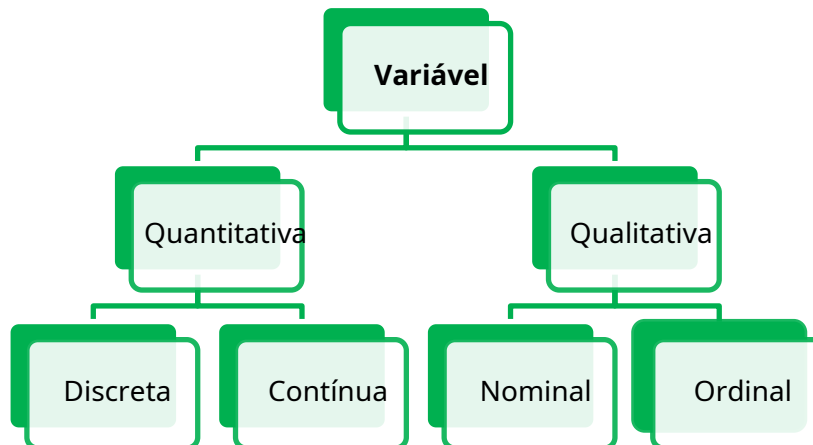 Variável
Quantitativa
Qualitativa
Discreta
Contínua
Nominal
Ordinal